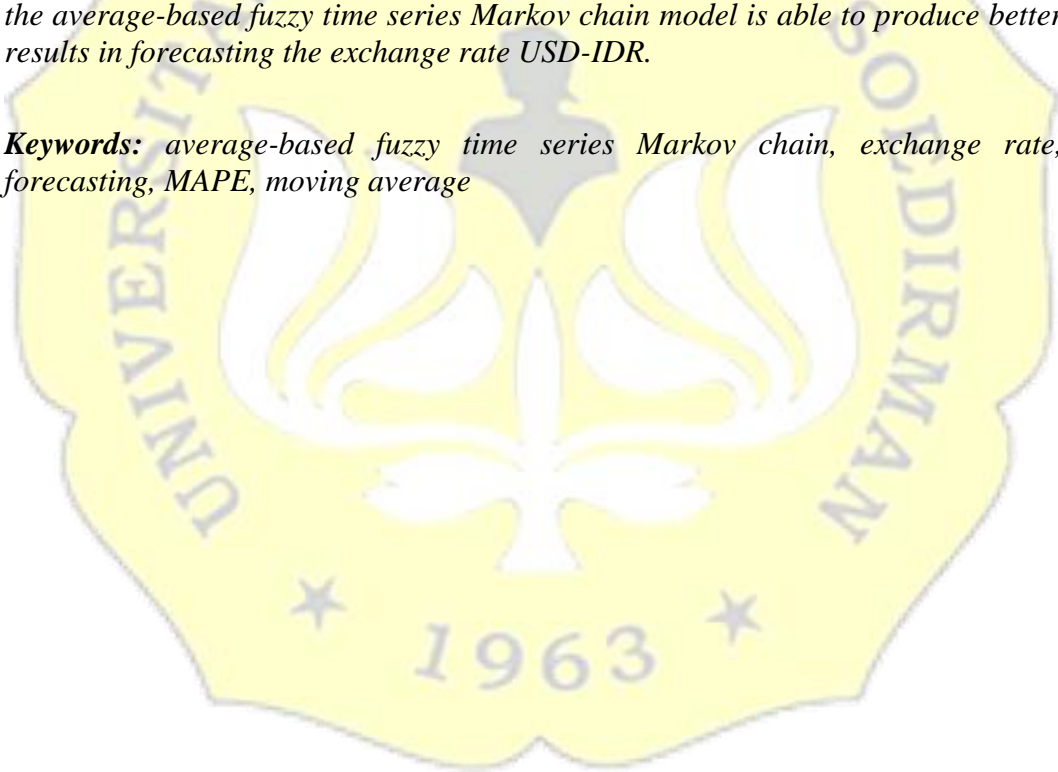 the average-based fuzzy time series Markov chain model is able to produce better
results in forecasting the exchange rate USD-IDR.
Keywords: average-based fuzzy time series Markov chain, exchange rate,
forecasting, MAPE, moving average
UNIVERSITA
SOEDIRMAN
1963